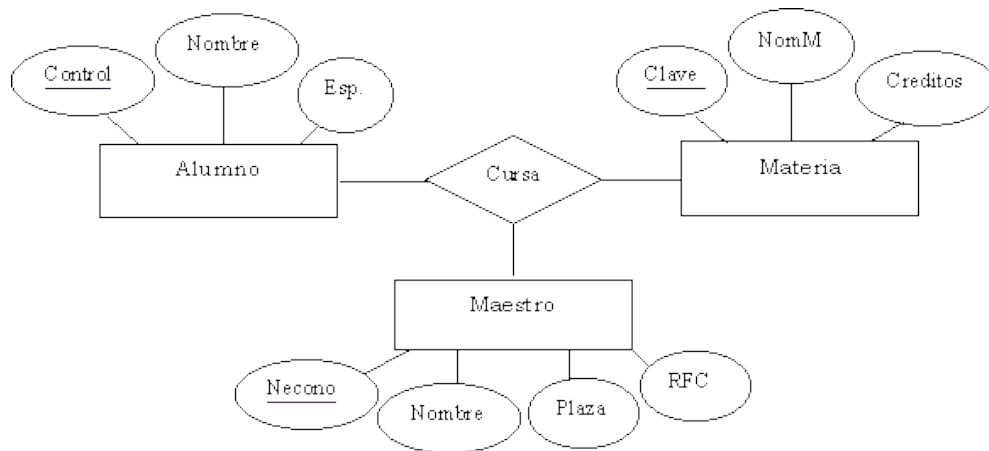 Nombre
NomM
Control
Esp.
Clave
Creditos
Alumno
Cursa
Materia
Maestro
Necono
Nombre
Plaza
RFC